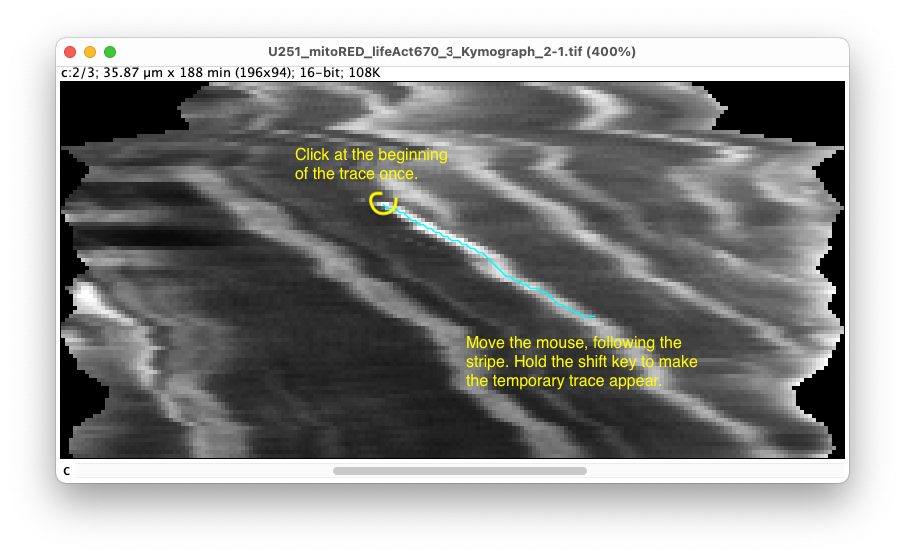 U251_mitoRED_lifeAct670_3_Kymograph_2-1.tif (400%)
c:2/3; 35.87 µm x 188 min (196x94); 16-bit; 108K
Click at the beginning
of the trace once.
Move the mouse, following the
stripe. Hold the shift key to make
the temporary trace appear.
C